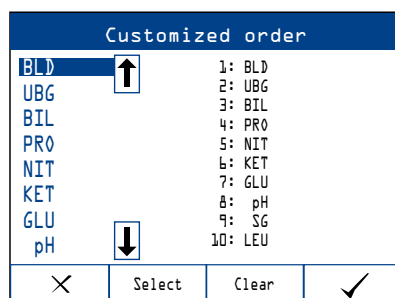 Customized order
BLD
UBG
BIL
PRO
NIT
KET
GLU
pH
1: BLD
2: UBG
3: BIL
4: PRO
5: NIT
6: KET
7: GLU
8: pH
9: SG
10: LEU
Select
Clear